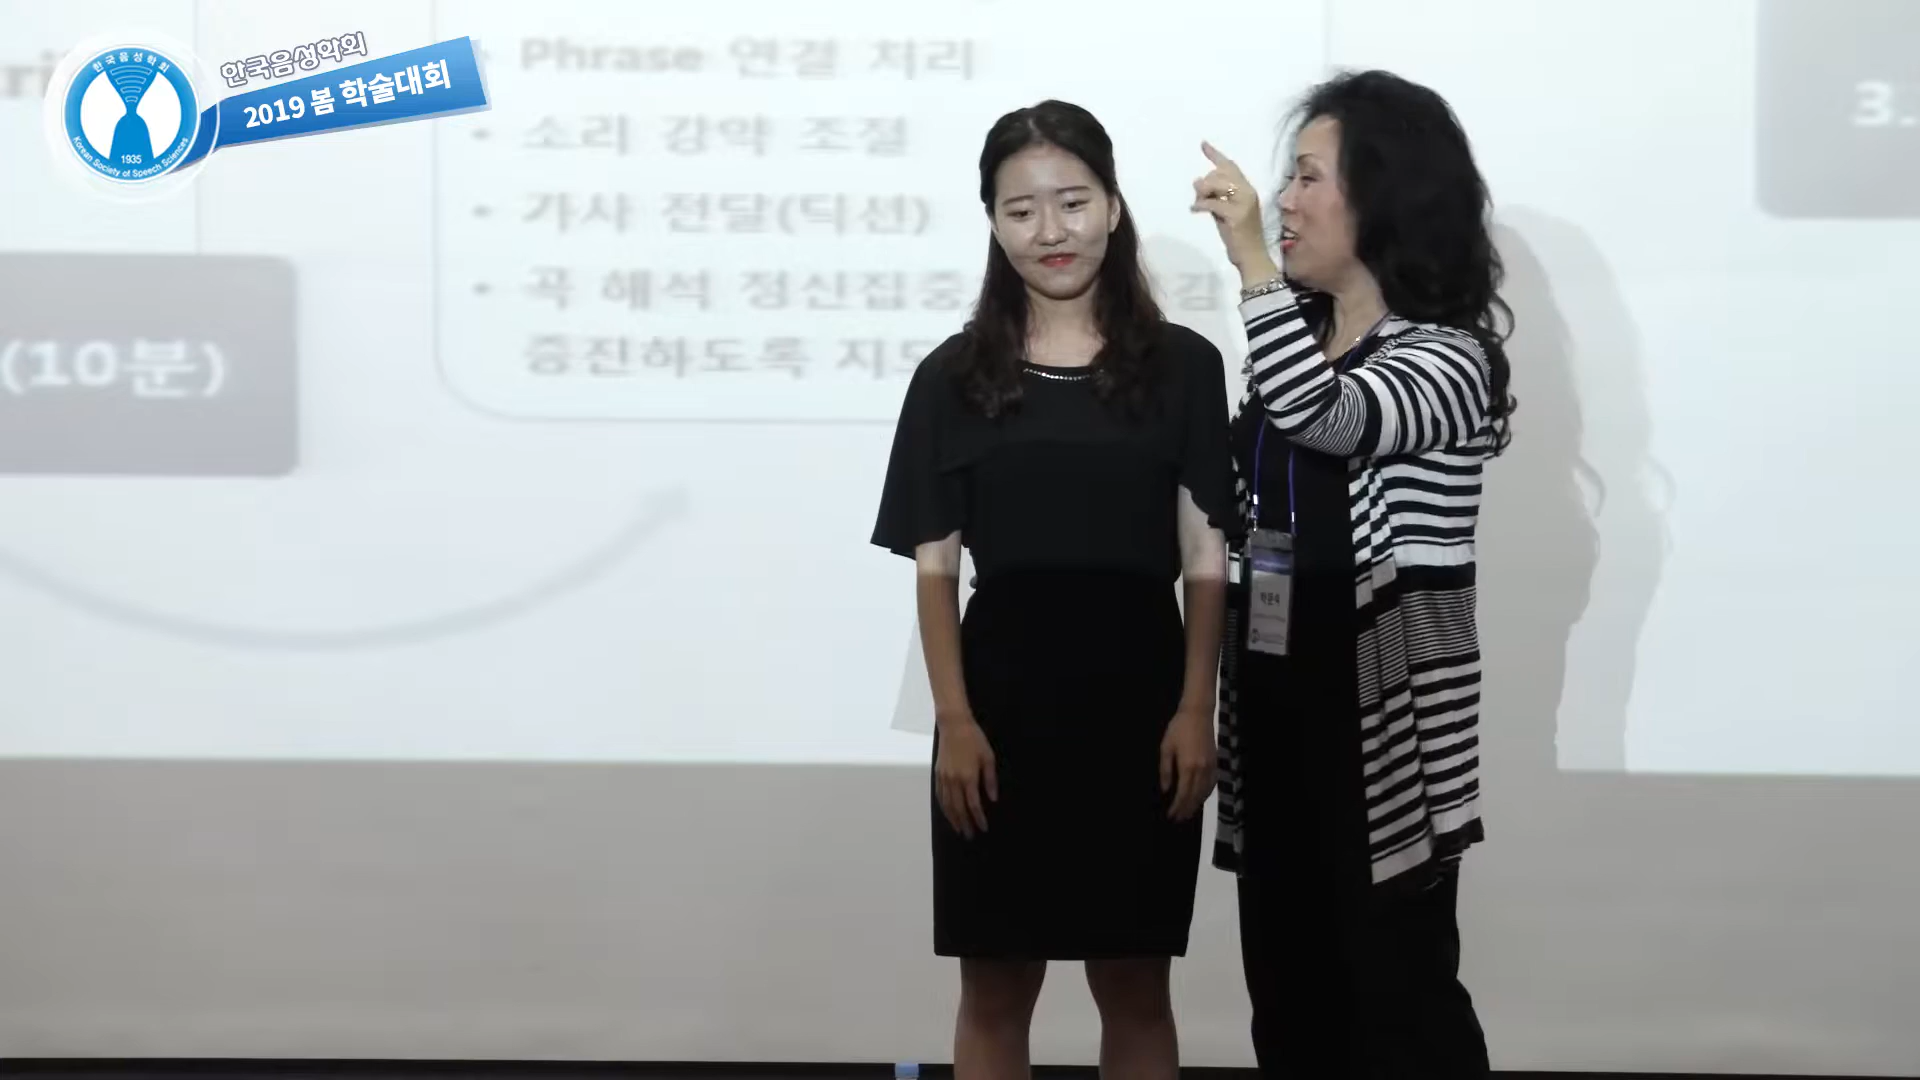 한국음성학회
1935
Korean Society of Speech Sciences
한국음성학회
2019 봄 학술대회
Phrase 연결 처리
• 소리 강약 조절
• 가사 전달(딕션)
• 곡 해석 정신집중
증진하도록
(10분)
3.